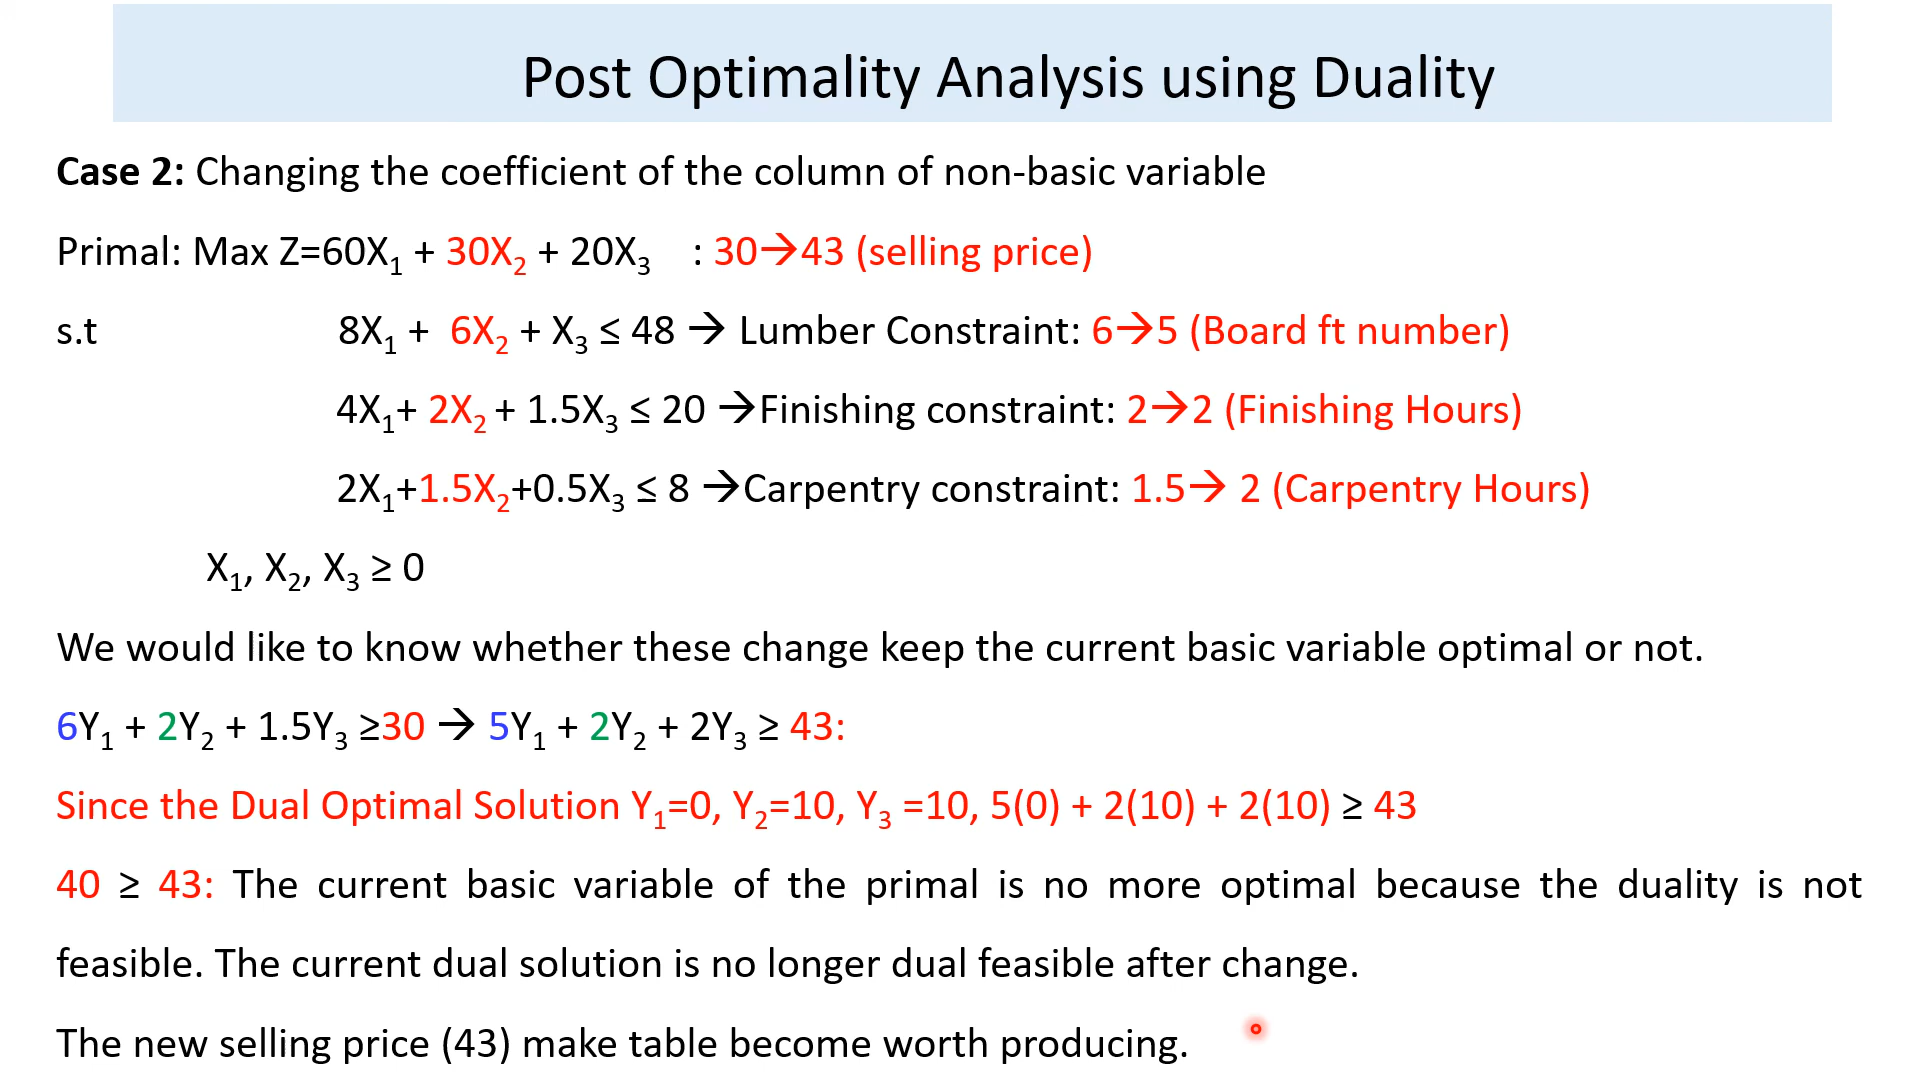 Post Optimality Analysis using Duality
Case 2: Changing the coefficient of the column of non-basic variable
Primal: Max Z=60X₁ + 30X₂ + 20X₃ : 30→43 (selling price)
s.t 8X₁ + 6X₂ + X₃ ≤ 48 → Lumber Constraint: 6→5 (Board ft number)
4X₁+ 2X₂ + 1.5X₃ ≤ 20 →Finishing constraint: 2→2 (Finishing Hours)
2X₁+1.5X₂+0.5X₃ ≤ 8 →Carpentry constraint: 1.5→ 2 (Carpentry Hours)
X₁, X₂, X₃ ≥ 0
We would like to know whether these change keep the current basic variable optimal or not.
6Y₁ + 2Y₂ + 1.5Y₃ ≥30 → 5Y₁ + 2Y₂ + 2Y₃ ≥ 43:
Since the Dual Optimal Solution Y₁=0, Y₂=10, Y₃ =10, 5(0) + 2(10) + 2(10) ≥ 43
40 ≥ 43: The current basic variable of the primal is no more optimal because the duality is not
feasible. The current dual solution is no longer dual feasible after change.
The new selling price (43) make table become worth producing.